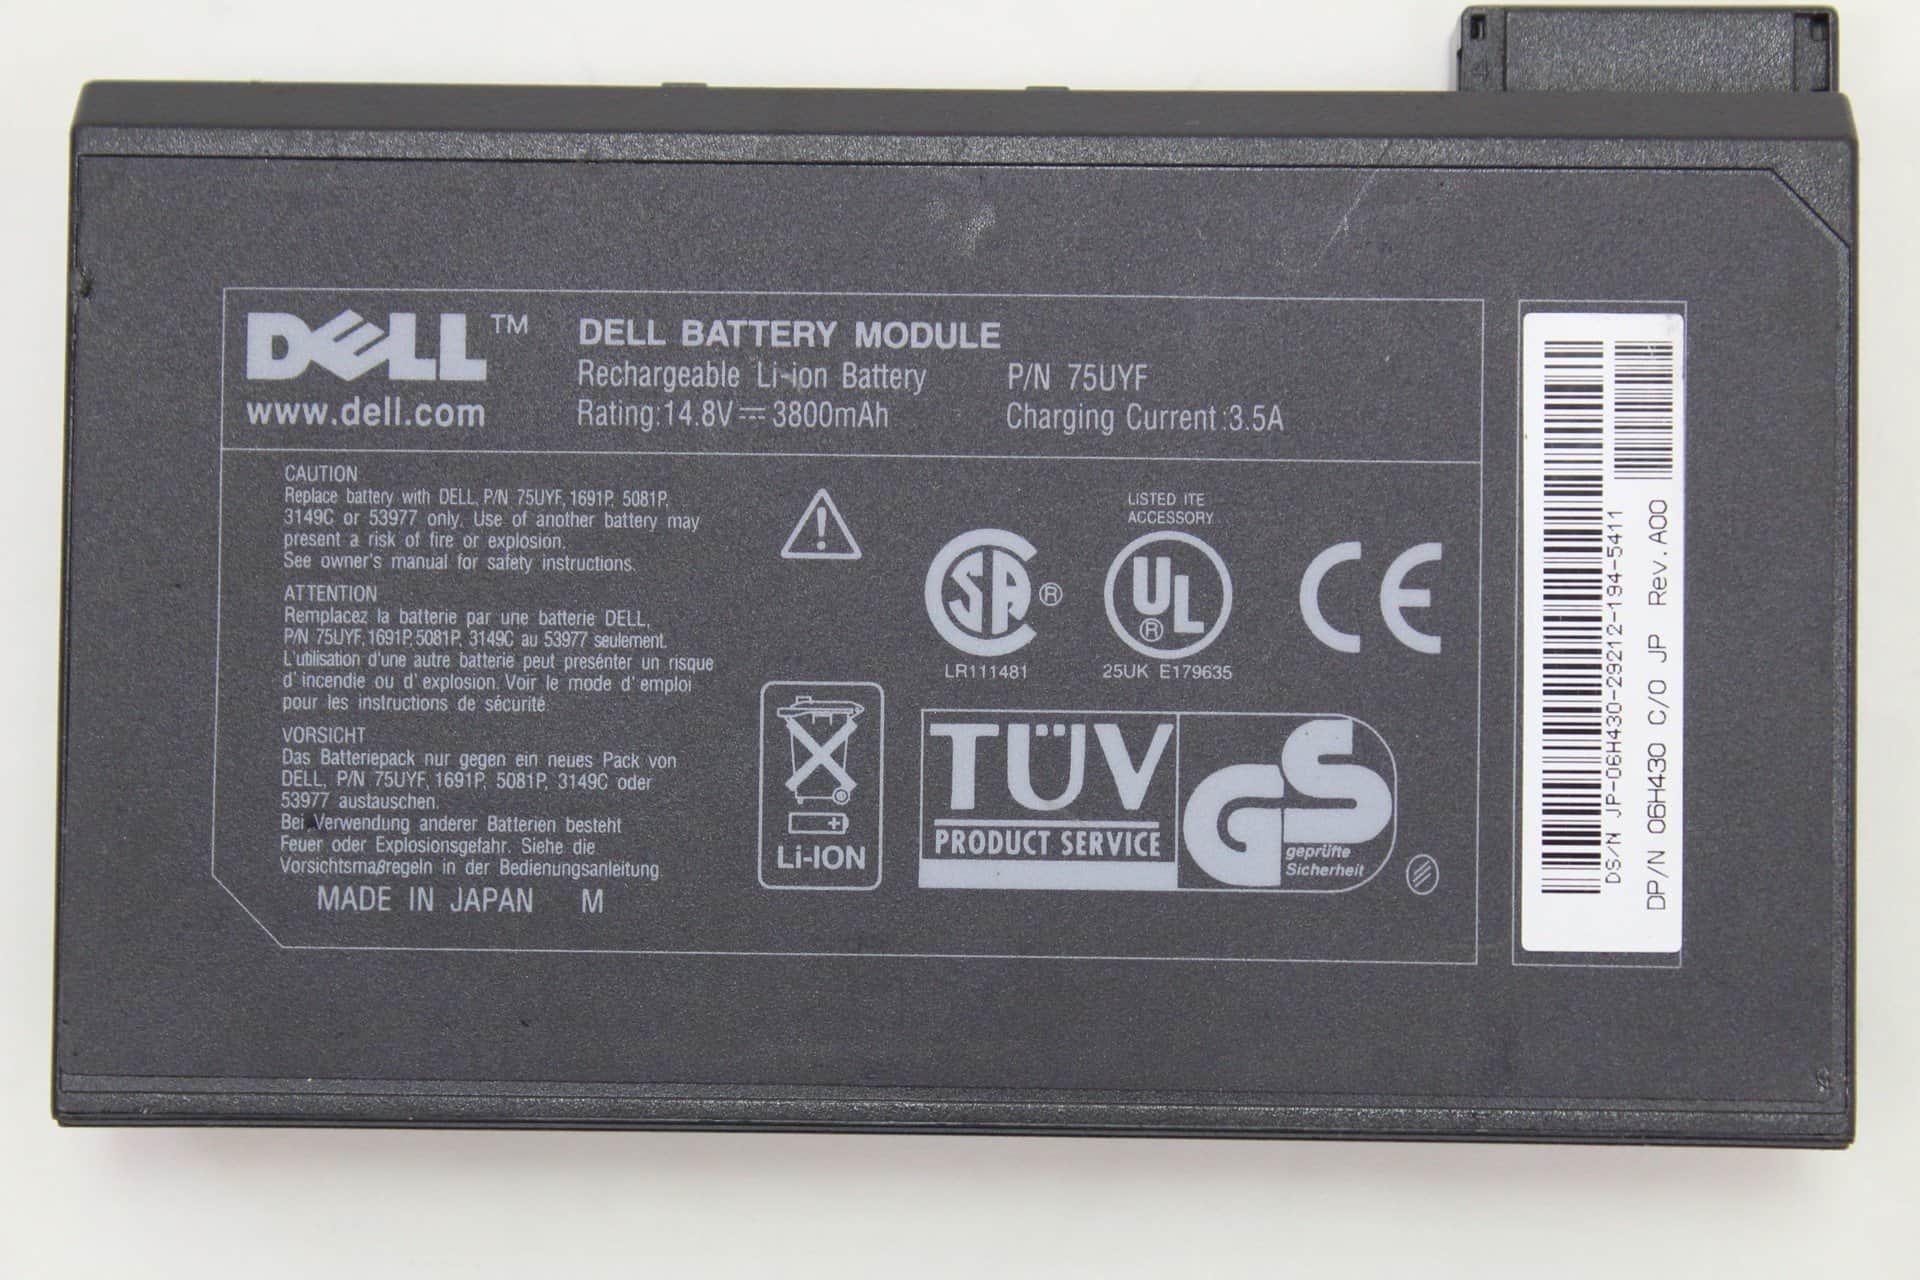 DELL™
www.dell.com
DELL BATTERY MODULE
Rechargeable Li-ion Battery
P/N 75UYF
Rating:14.8V⎓3800mAh
Charging Current:3.5A
CAUTION
Replace battery with DELL, P/N 75UYF, 1691P, 5081P,
3149C or 53977 only. Use of another battery may
present a risk of fire or explosion.
See owner's manual for safety instructions.
ATTENTION
Remplacez la batterie par une batterie DELL,
P/N 75UYF, 1691P, 5081P, 3149C au 53977 seulement.
L'utilisation d'une autre batterie peut présenter un risque
d'incendie ou d'explosion. Voir le mode d'emploi
pour les instructions de sécurité.
VORSICHT
Das Batteriepack nur gegen ein neues Pack von
DELL, P/N 75UYF, 1691P, 5081P, 3149C oder
53977 austauschen.
Bei Verwendung anderer Batterien besteht
Feuer oder Explosionsgefahr. Siehe die
Vorsichtsmaßregeln in der Bedienungsanleitung.
MADE IN JAPAN M
Li-ION
SA®
LR111481
LISTED ITE
ACCESSORY
UL®
25UK E179635
CE
TÜV
PRODUCT SERVICE
GS
geprüfte
Sicherheit
DS/N JP-06H430-29212-194-5411
DP/N 06H430 C/O JP Rev.A00